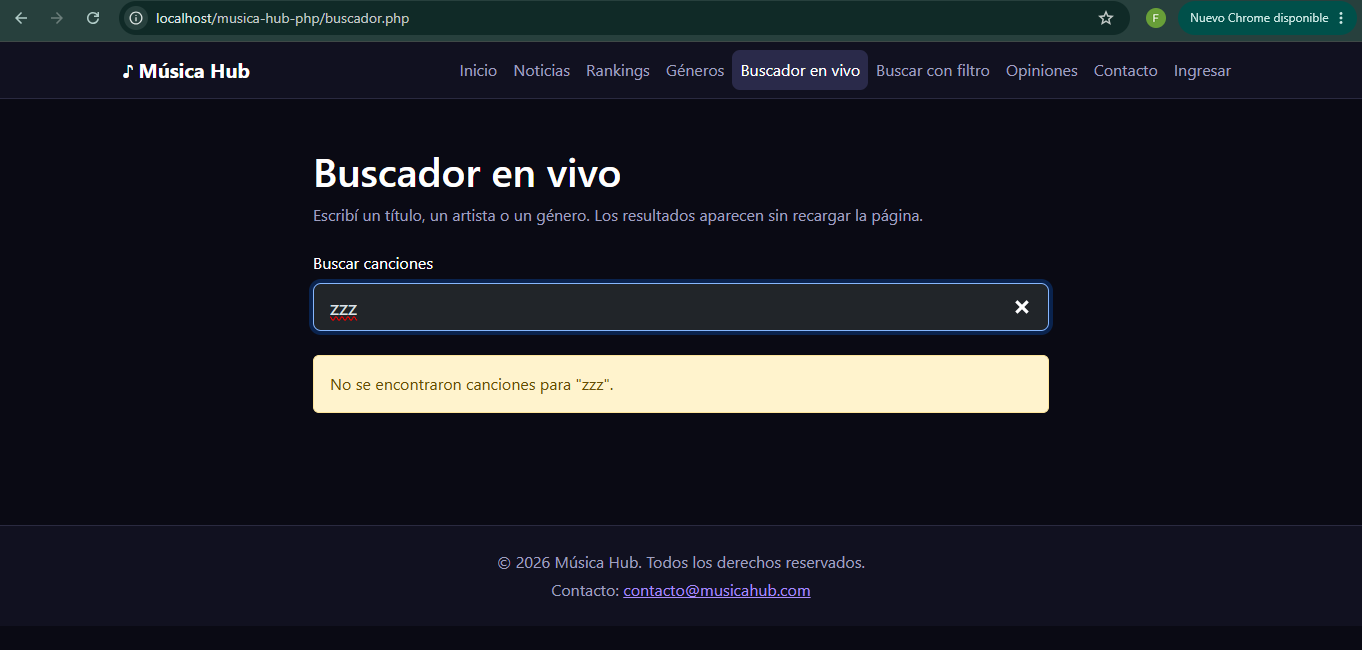 localhost/musica-hub-php/buscador.php
F
Nuevo Chrome disponible
♪ Música Hub
Inicio Noticias Rankings Géneros Buscador en vivo Buscar con filtro Opiniones Contacto Ingresar
Buscador en vivo
Escribí un título, un artista o un género. Los resultados aparecen sin recargar la página.
Buscar canciones
zzz
No se encontraron canciones para "zzz".
© 2026 Música Hub. Todos los derechos reservados.
Contacto: contacto@musicahub.com